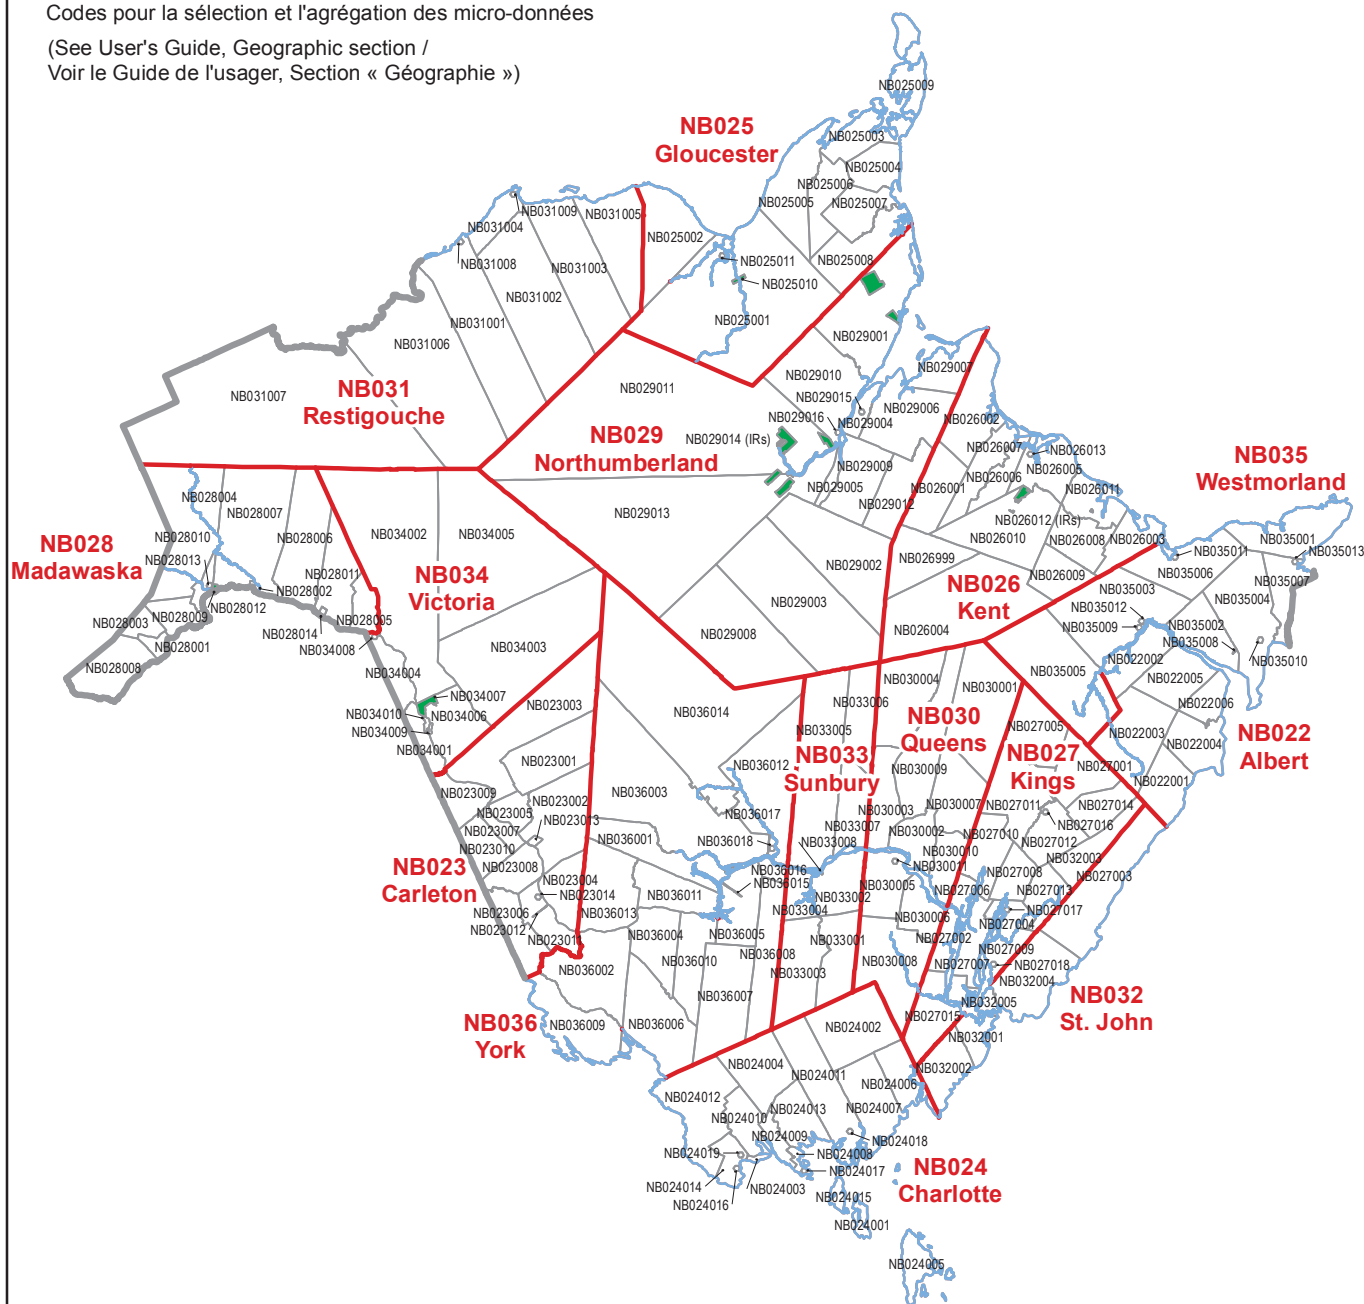 Codes pour la sélection et l'agrégation des micro-données
(See User's Guide, Geographic section /
Voir le Guide de l'usager, Section « Géographie »)
NB025009
NB025
Gloucester
NB025003
NB025004
NB025006
NB025005
NB025007
NB031009
NB031005
NB031004
NB025002
NB031008
NB031003
NB025011
NB025008
NB025010
NB031002
NB031001
NB025001
NB031006
NB029001
NB029007
NB029010
NB029011
NB031
Restigouche
NB031007
NB029015
NB029006
NB029016
NB029004
NB026002
NB029
Northumberland
NB029014 (IRs)
NB026007
NB026013
NB026005
NB035
Westmorland
NB029009
NB026006
NB029005
NB026001
NB026011
NB028004
NB029012
NB028007
NB029013
NB026012 (IRs)
NB028010
NB028006
NB034002
NB034005
NB026010
NB026008
NB026003
NB035001
NB035011
NB035013
NB028
Madawaska
NB028013
NB026999
NB029002
NB035006
NB028011
NB034
Victoria
NB026009
NB026
Kent
NB035007
NB028002
NB035003
NB028012
NB035004
NB029003
NB028009
NB028003
NB028005
NB035012
NB035009
NB035002
NB028014
NB026004
NB029008
NB028001
NB034008
NB034003
NB035008
NB022002
NB035010
NB028008
NB034004
NB035005
NB030004
NB022005
NB030001
NB034007
NB023003
NB033006
NB022006
NB034010
NB034006
NB036014
NB030
Queens
NB034009
NB033005
NB027005
NB022003
NB022
Albert
NB034001
NB022004
NB033
Sunbury
NB027
Kings
NB023001
NB036012
NB027001
NB030009
NB022001
NB023009
NB036003
NB023002
NB030007
NB027011
NB027014
NB023005
NB030003
NB036017
NB023013
NB027016
NB023007
NB033007
NB030002
NB027010
NB036001
NB036018
NB033008
NB027012
NB023010
NB030010
NB032003
NB023008
NB030011
NB036016
NB027008
NB027003
NB023
Carleton
NB023004
NB036015
NB030005
NB027006
NB027013
NB023014
NB036011
NB033002
NB023006
NB036013
NB033004
NB030006
NB027017
NB023012
NB027004
NB036004
NB036005
NB023011
NB033001
NB027002
NB027009
NB036008
NB036010
NB030008
NB027007
NB027018
NB036002
NB033003
NB032004
NB036007
NB032
St. John
NB032005
NB036
York
NB027015
NB036009
NB036006
NB024002
NB032001
NB024004
NB032002
NB024011
NB024006
NB024012
NB024013
NB024007
NB024010
NB024009
NB024018
NB024019
NB024008
NB024
Charlotte
NB024017
NB024014
NB024003
NB024015
NB024016
NB024001
NB024005